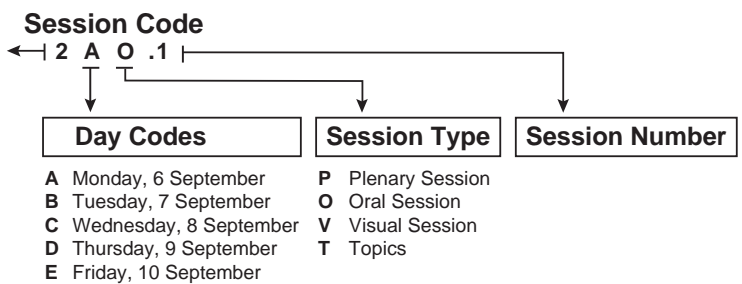 Session Code
2 A O .1
Day Codes
Session Type
Session Number
A Monday, 6 September
B Tuesday, 7 September
C Wednesday, 8 September
D Thursday, 9 September
E Friday, 10 September
P Plenary Session
O Oral Session
V Visual Session
T Topics